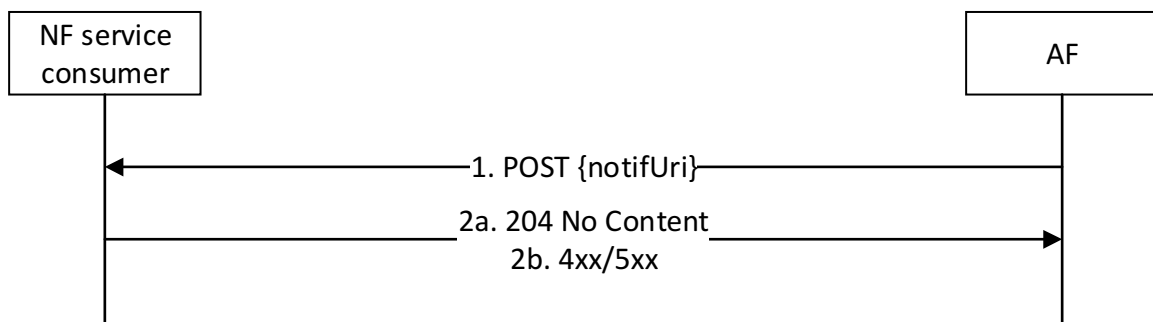 NF service
consumer
AF
1. POST {notifUri}
2a. 204 No Content
2b. 4xx/5xx